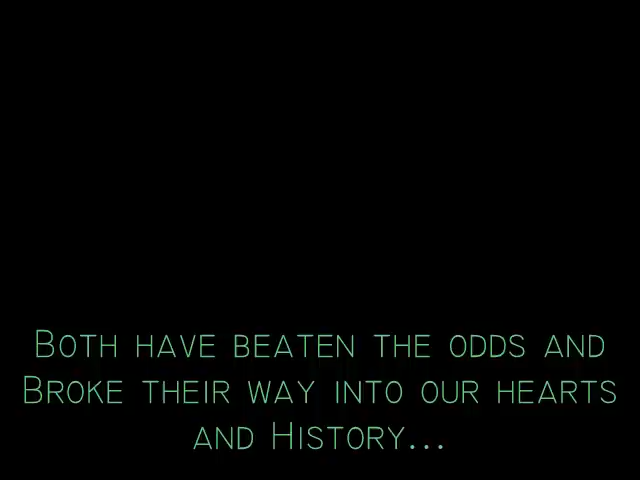 Both have beaten the odds and
Broke their way into our hearts
and History...